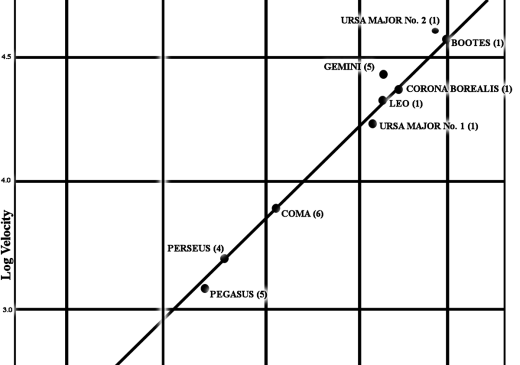 URSA MAJOR No. 2 (1)
BOOTES (1)
4.5
GEMINI (5)
CORONA BOREALIS (1)
LEO (1)
URSA MAJOR No. 1 (1)
4.0
COMA (6)
Log Velocity
PERSEUS (4)
PEGASUS (5)
3.0